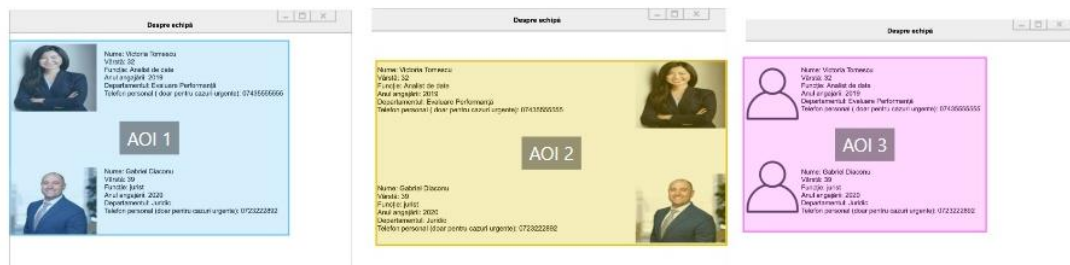 Despre echipă
Nume: Victoria Tomescu
Vârstă: 32
Funcție: Analist de date
Anul angajării: 2019
Departamentul: Evaluare Performanță
Telefon personal ( doar pentru cazuri urgente): 07435555555
AOI 1
Nume: Gabriel Diaconu
Vârstă: 39
Funcție: jurist
Anul angajării: 2020
Departamentul: Juridic
Telefon personal (doar pentru cazuri urgente): 0723222892
Despre echipă
Nume: Victoria Tomescu
Vârstă: 32
Funcție: Analist de date
Anul angajării: 2019
Departamentul: Evaluare Performanță
Telefon personal ( doar pentru cazuri urgente): 07435555555
AOI 2
Nume: Gabriel Diaconu
Vârstă: 39
Funcție: jurist
Anul angajării: 2020
Departamentul: Juridic
Telefon personal (doar pentru cazuri urgente): 0723222892
Despre echipă
Nume: Victoria Tomescu
Vârstă: 32
Funcție: Analist de date
Anul angajării: 2019
Departamentul: Evaluare Performanță
Telefon personal ( doar pentru cazuri urgente): 07435555555
AOI 3
Nume: Gabriel Diaconu
Vârstă: 39
Funcție: jurist
Anul angajării: 2020
Departamentul: Juridic
Telefon personal (doar pentru cazuri urgente): 0723222892